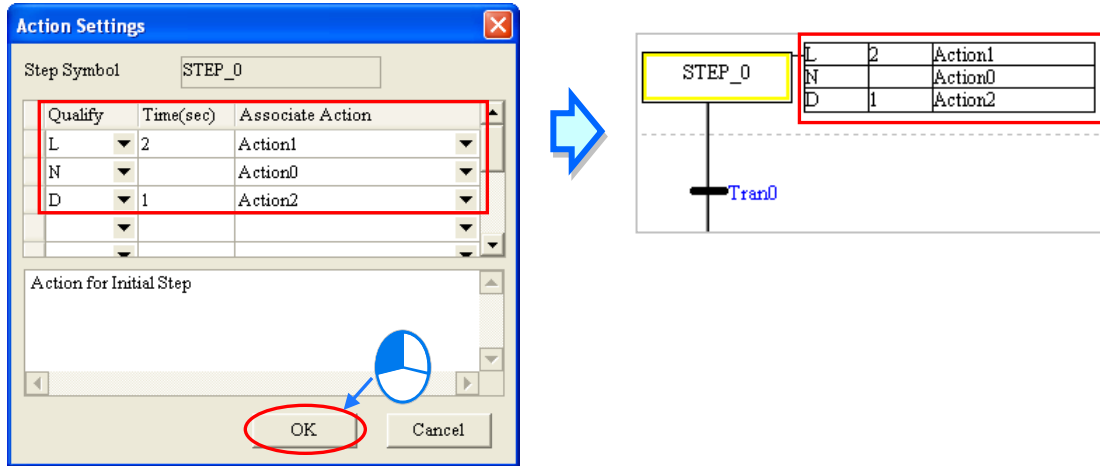 Action Settings
Step Symbol STEP_0
Qualify Time(sec) Associate Action
L 2 Action1
N Action0
D 1 Action2
Action for Initial Step
OK Cancel
STEP_0
L 2 Action1
N Action0
D 1 Action2
Tran0